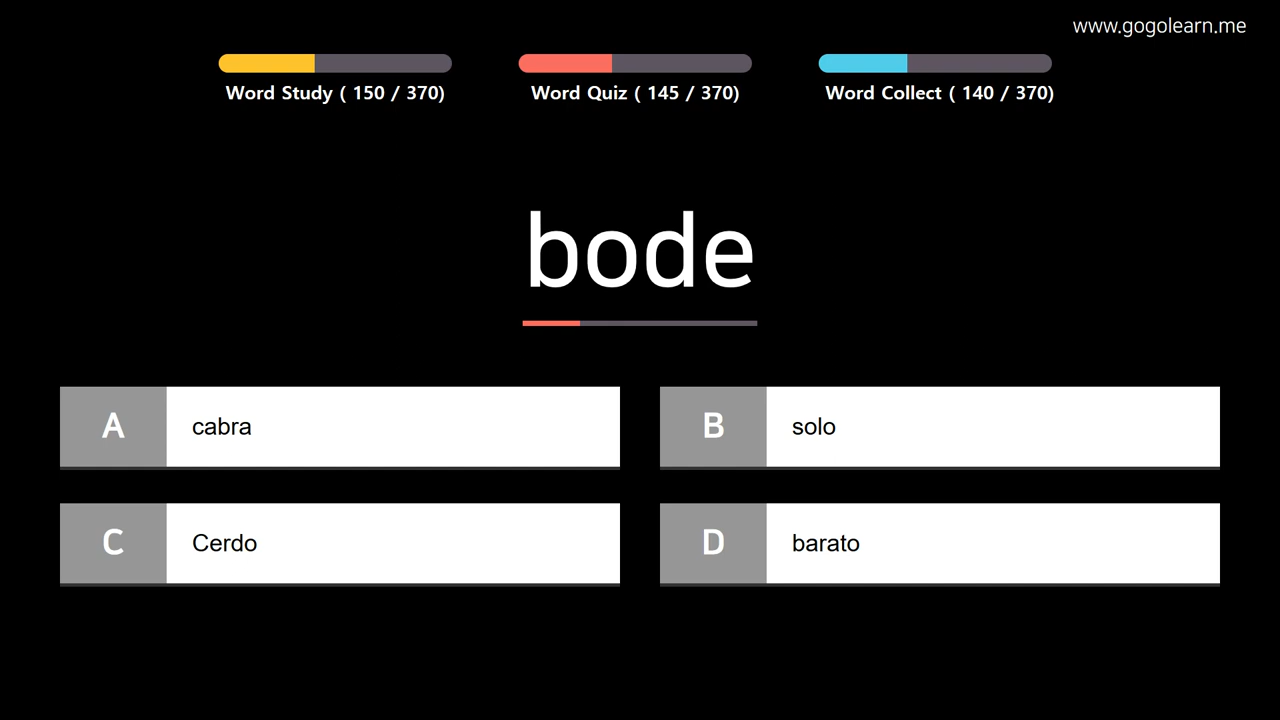 www.gogolearn.me
Word Study ( 150 / 370)
Word Quiz ( 145 / 370)
Word Collect ( 140 / 370)
bode
A cabra
B solo
C Cerdo
D barato